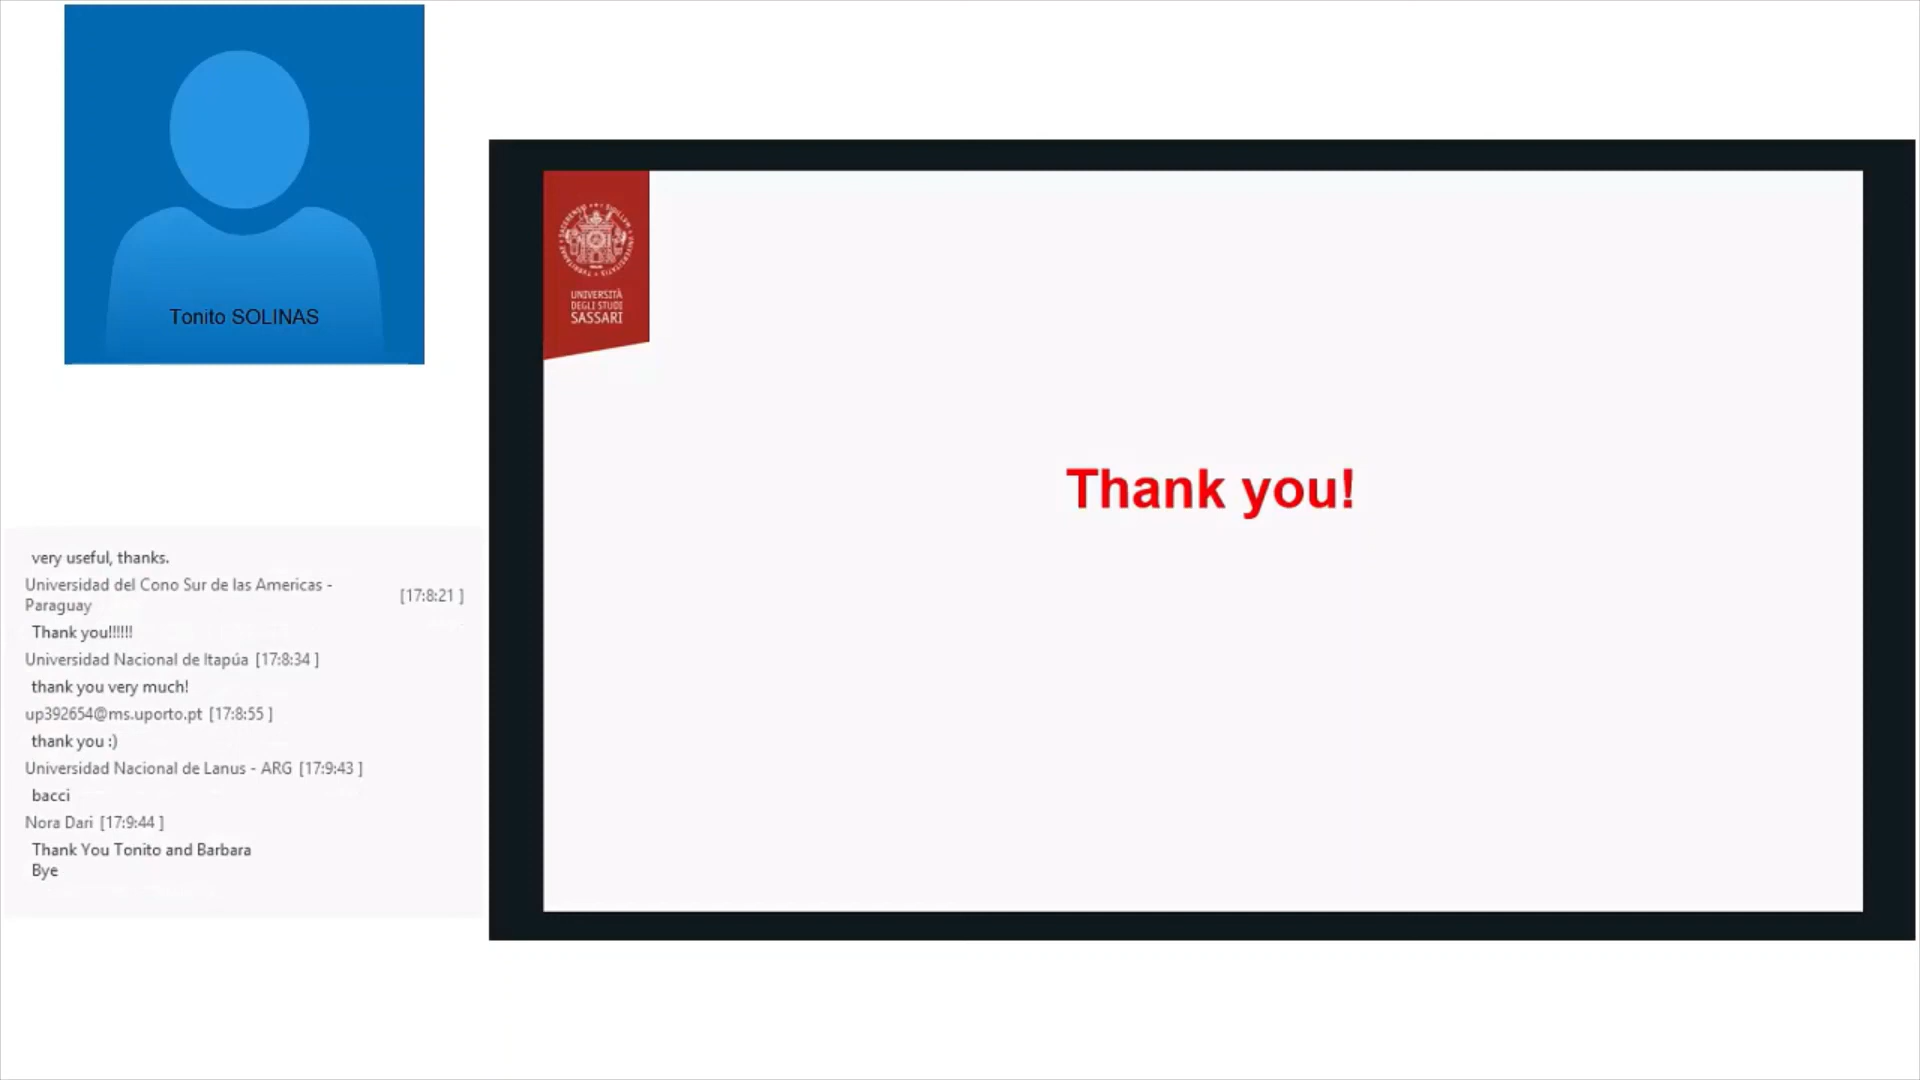 Tonito SOLINAS
very useful, thanks.
Universidad del Cono Sur de las Americas -
Paraguay
[17:8:21 ]
Thank you!!!!!!
Universidad Nacional de Itapúa [17:8:34 ]
thank you very much!
up392654@ms.uporto.pt [17:8:55 ]
thank you :)
Universidad Nacional de Lanus - ARG [17:9:43 ]
bacci
Nora Dari [17:9:44 ]
Thank You Tonito and Barbara
Bye
UNIVERSITÀ
DEGLI STUDI
SASSARI
Thank you!